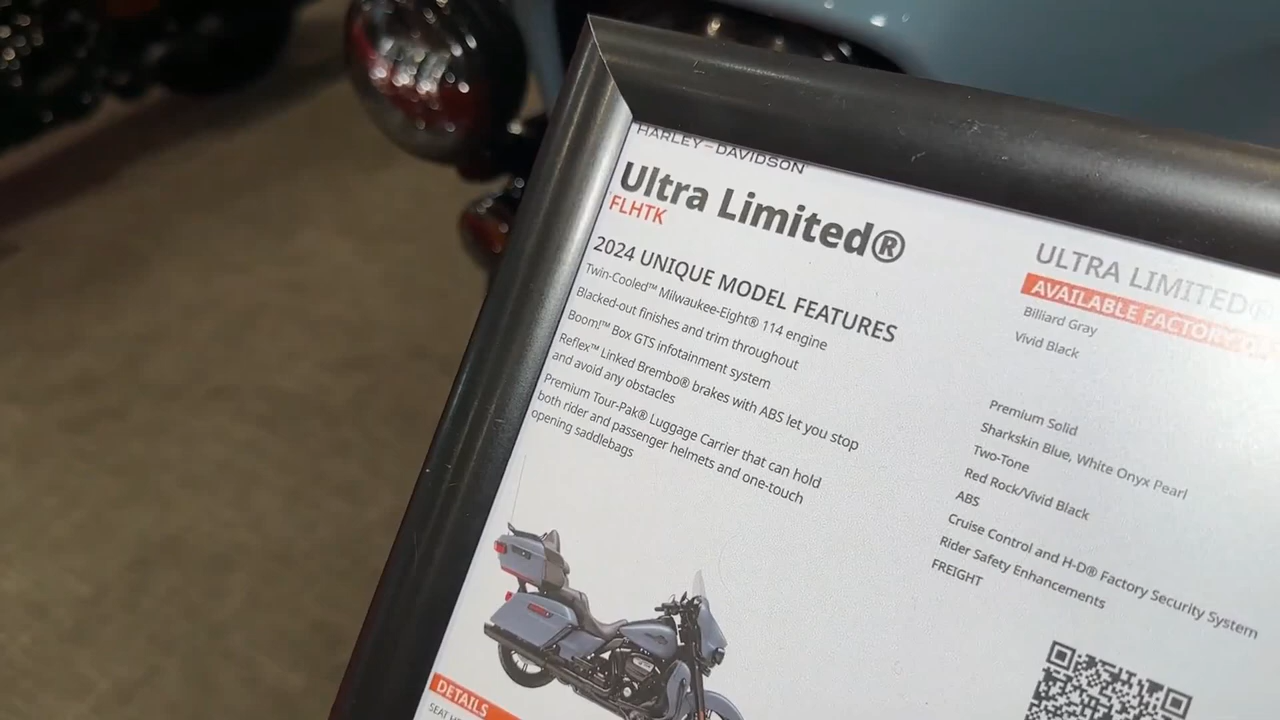 HARLEY-DAVIDSON
Ultra Limited®
FLHTK
2024 UNIQUE MODEL FEATURES
Twin-Cooled™ Milwaukee-Eight® 114 engine
Blacked-out finishes and trim throughout
Boom!™ Box GTS infotainment system
Reflex™ Linked Brembo® brakes with ABS let you stop
and avoid any obstacles
Premium Tour-Pak® Luggage Carrier that can hold
both rider and passenger helmets and one-touch
opening saddlebags
DETAILS
SEAT
ULTRA LIMITED®
AVAILABLE FACTORY
Billiard Gray
Vivid Black
Premium Solid
Sharkskin Blue, White Onyx Pearl
Two-Tone
Red Rock/Vivid Black
ABS
Cruise Control and H-D® Factory Security System
Rider Safety Enhancements
FREIGHT